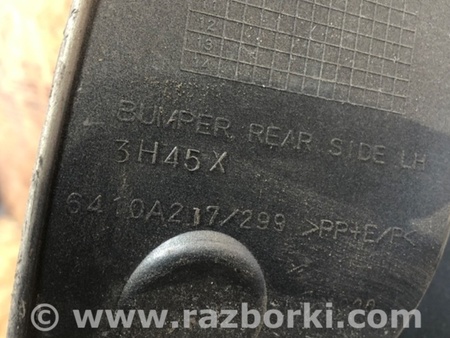 12
13
14
BUMPER REAR SIDE LH
3H45X
6410A217/299 >PP+E/P<
© www.razborki.com